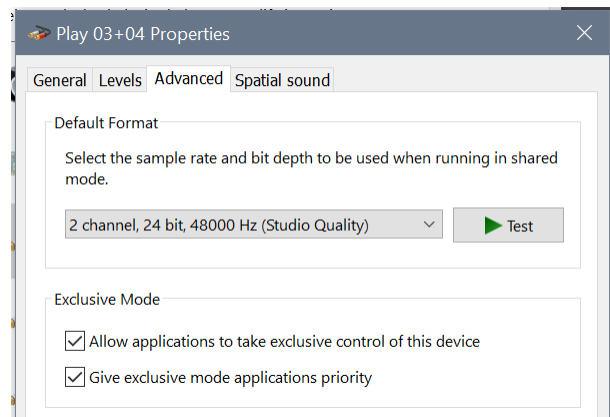 Play 03+04 Properties
General Levels Advanced Spatial sound
Default Format
Select the sample rate and bit depth to be used when running in shared
mode.
2 channel, 24 bit, 48000 Hz (Studio Quality) Test
Exclusive Mode
Allow applications to take exclusive control of this device
Give exclusive mode applications priority